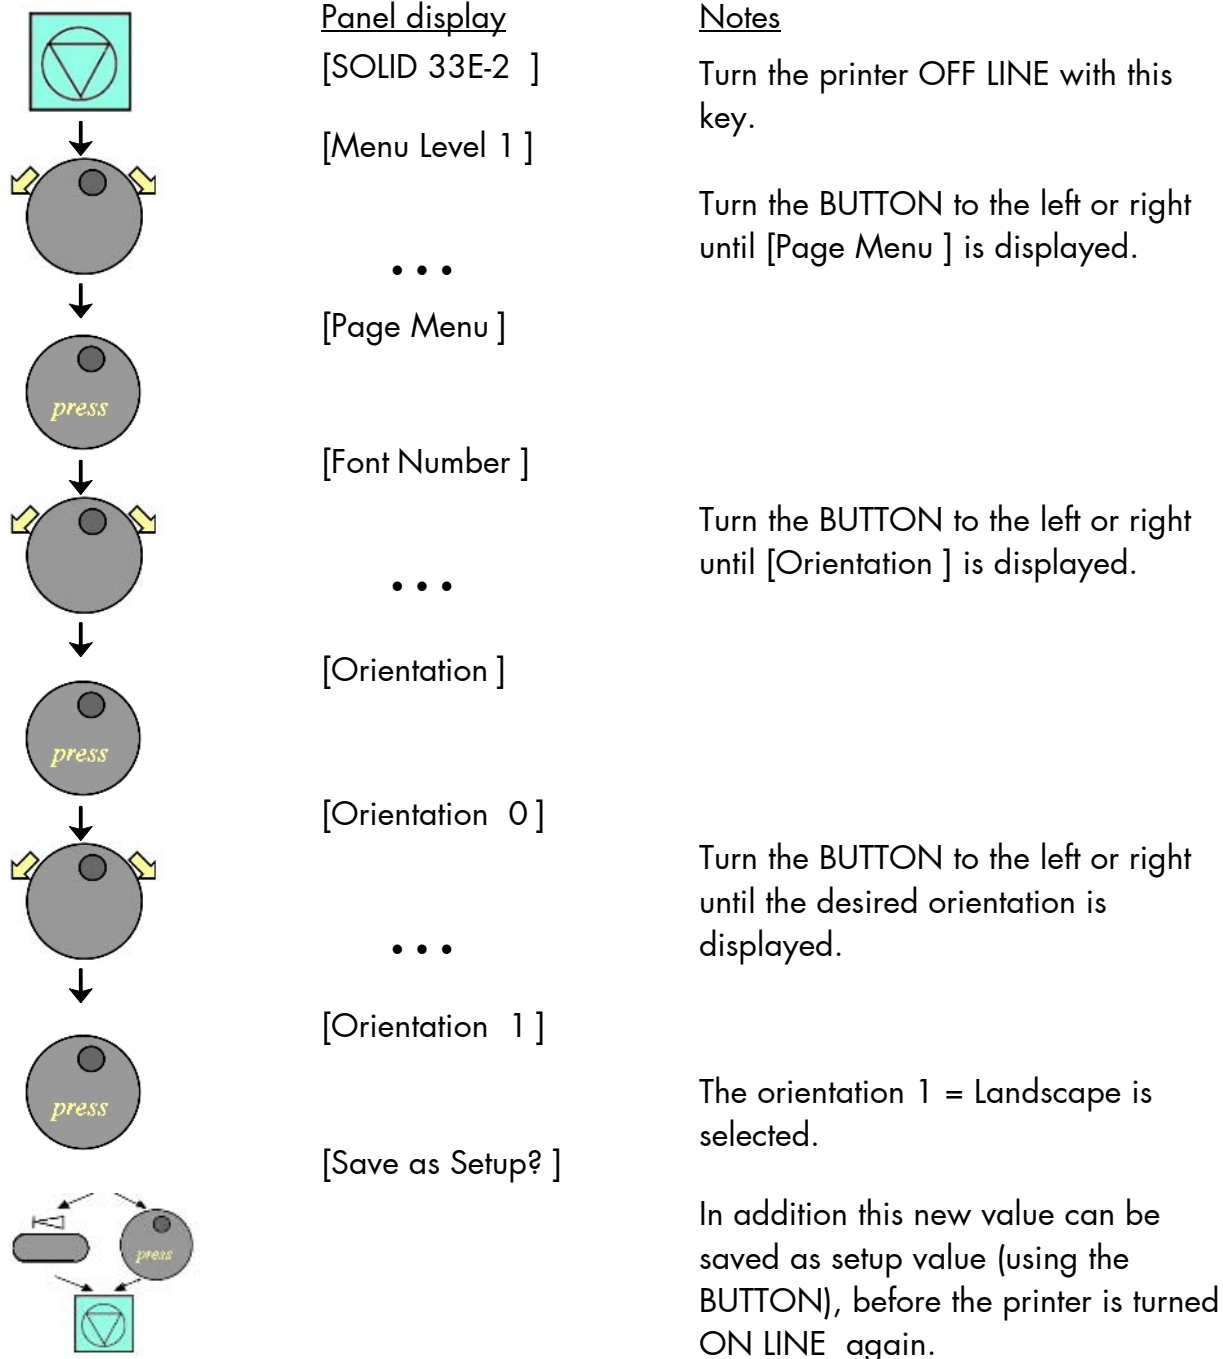 Panel display
Notes
[SOLID 33E-2 ]
Turn the printer OFF LINE with this
key.
[Menu Level 1 ]
Turn the BUTTON to the left or right
until [Page Menu ] is displayed.
• • •
[Page Menu ]
press
[Font Number ]
Turn the BUTTON to the left or right
until [Orientation ] is displayed.
• • •
[Orientation ]
press
[Orientation 0 ]
Turn the BUTTON to the left or right
until the desired orientation is
displayed.
• • •
[Orientation 1 ]
press
The orientation 1 = Landscape is
selected.
[Save as Setup? ]
press
In addition this new value can be
saved as setup value (using the
BUTTON), before the printer is turned
ON LINE again.